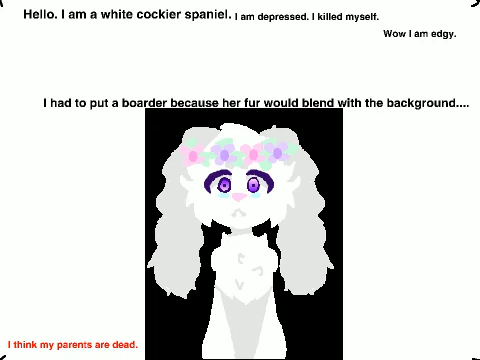 Hello. I am a white cockier spaniel. I am depressed. I killed myself.
Wow I am edgy.
I had to put a boarder because her fur would blend with the background....
I think my parents are dead.